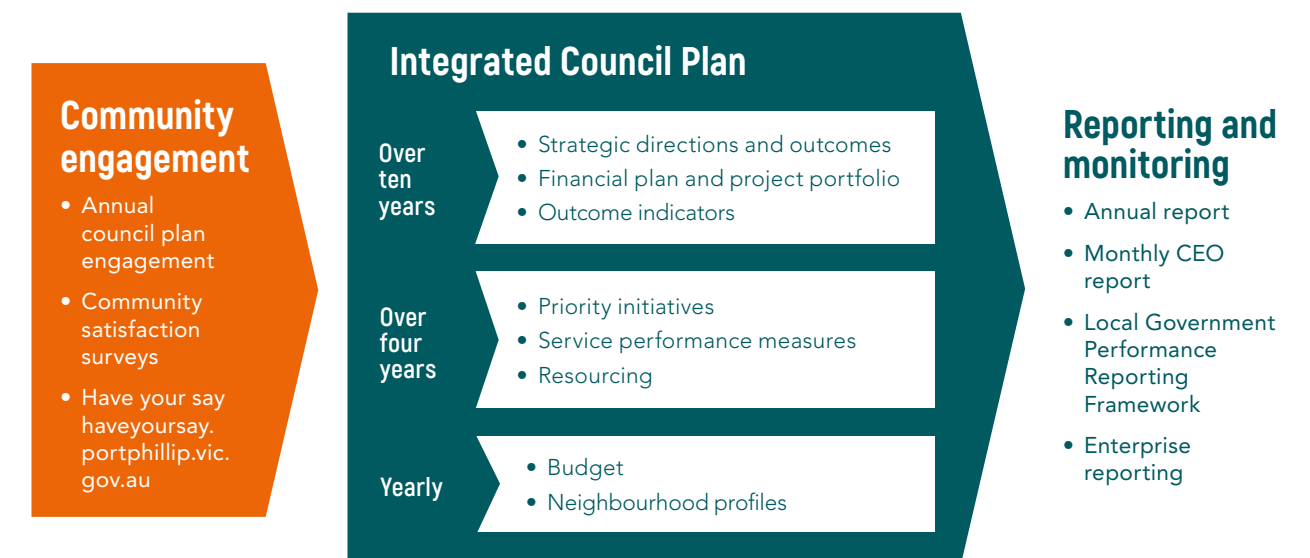 Community
engagement
• Annual
council plan
engagement
• Community
satisfaction
surveys
• Have your say
haveyoursay.
portphillip.vic.
gov.au
Integrated Council Plan
Over
ten
years
• Strategic directions and outcomes
• Financial plan and project portfolio
• Outcome indicators
Over
four
years
• Priority initiatives
• Service performance measures
• Resourcing
Yearly
• Budget
• Neighbourhood profiles
Reporting and
monitoring
• Annual report
• Monthly CEO
report
• Local Government
Performance
Reporting
Framework
• Enterprise
reporting